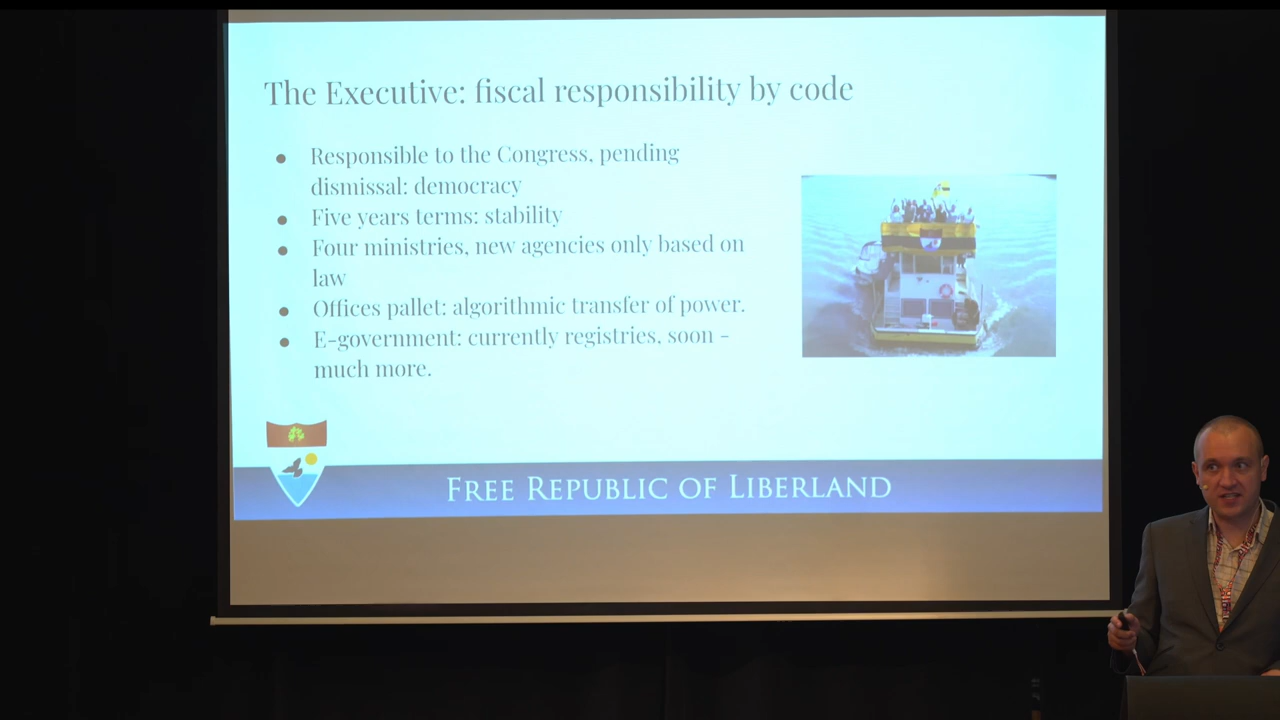 The Executive: fiscal responsibility by code
● Responsible to the Congress, pending
dismissal: democracy
● Five years terms: stability
● Four ministries, new agencies only based on
law
● Offices pallet: algorithmic transfer of power.
● E-government: currently registries, soon -
much more.
FREE REPUBLIC OF LIBERLAND